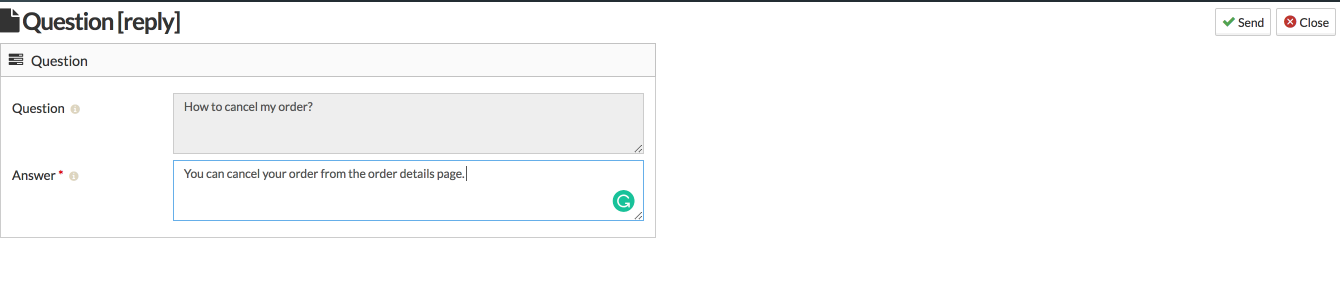 Question [reply]
Send
Close
Question
Question
How to cancel my order?
Answer *
You can cancel your order from the order details page.